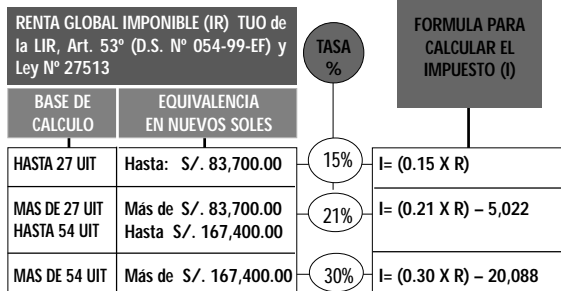 RENTA GLOBAL IMPONIBLE (IR) TUO de
la LIR, Art. 53º (D.S. Nº 054-99-EF) y
Ley Nº 27513
TASA
%
FORMULA PARA
CALCULAR EL
IMPUESTO (I)
BASE DE
CALCULO
EQUIVALENCIA
EN NUEVOS SOLES
HASTA 27 UIT
Hasta: S/. 83,700.00
15%
I= (0.15 X R)
MAS DE 27 UIT
HASTA 54 UIT
Más de S/. 83,700.00
Hasta S/. 167,400.00
21%
I= (0.21 X R) – 5,022
MAS DE 54 UIT
Más de S/. 167,400.00
30%
I= (0.30 X R) – 20,088